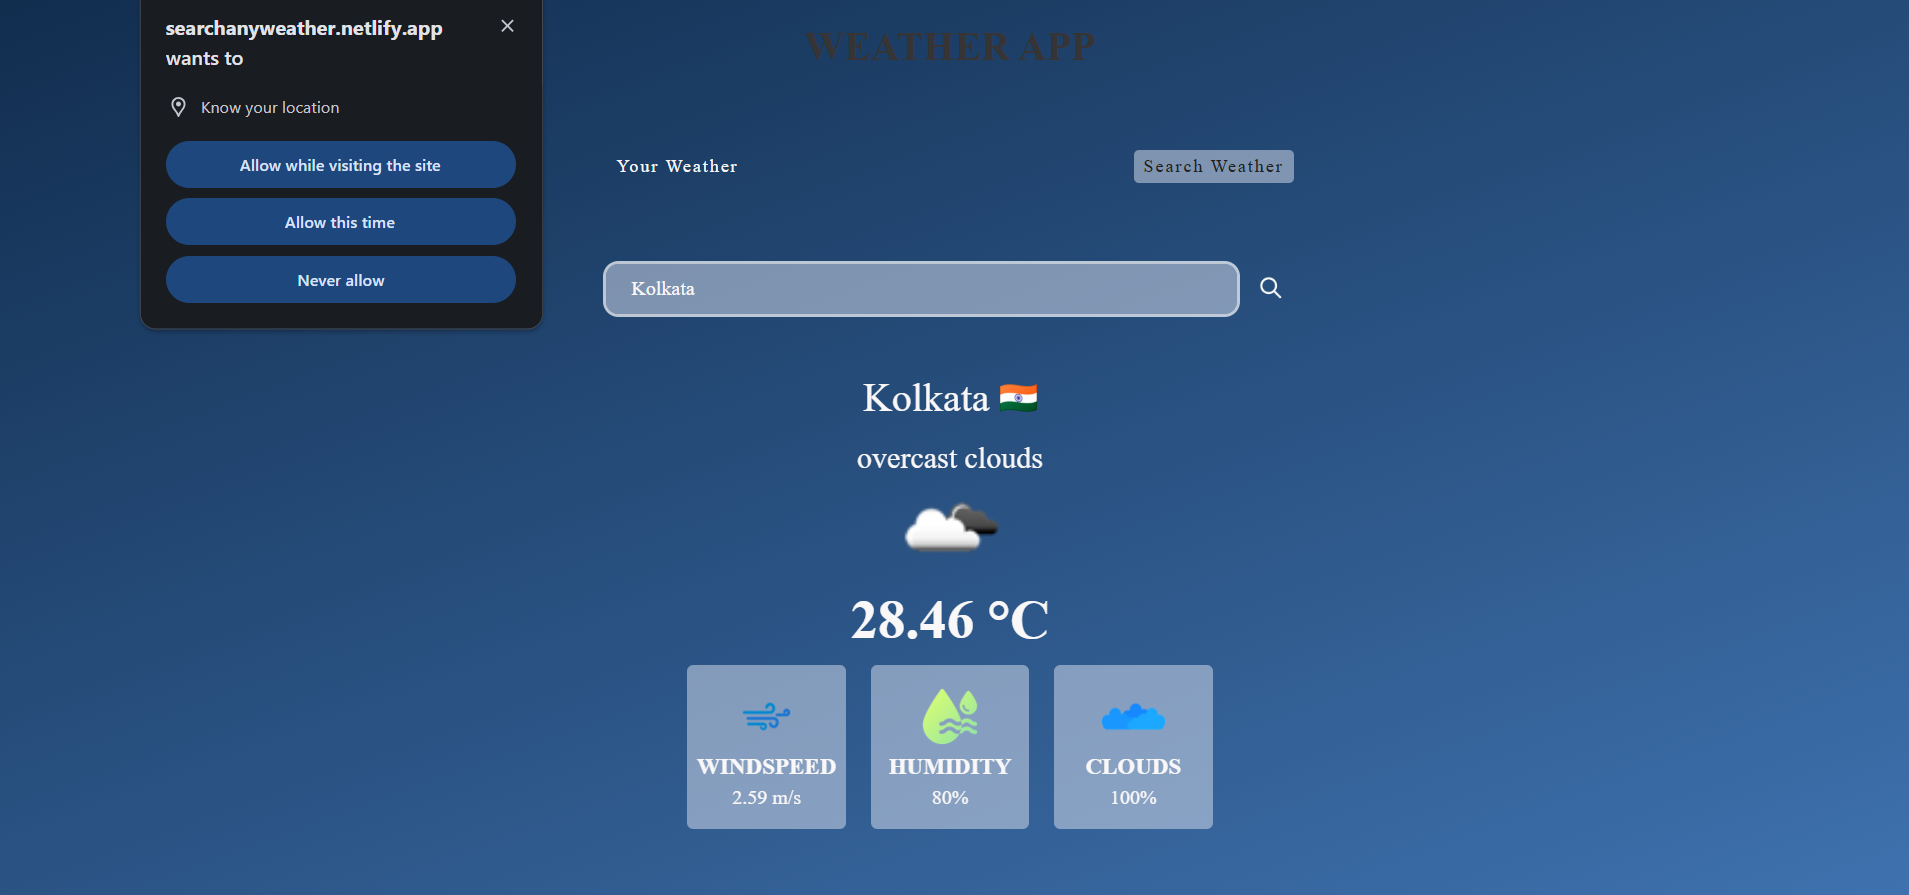 searchanyweather.netlify.app
wants to
Know your location
Allow while visiting the site
Allow this time
Never allow
WEATHER APP
Your Weather
Search Weather
Kolkata
Kolkata
overcast clouds
28.46 °C
WINDSPEED
2.59 m/s
HUMIDITY
80%
CLOUDS
100%